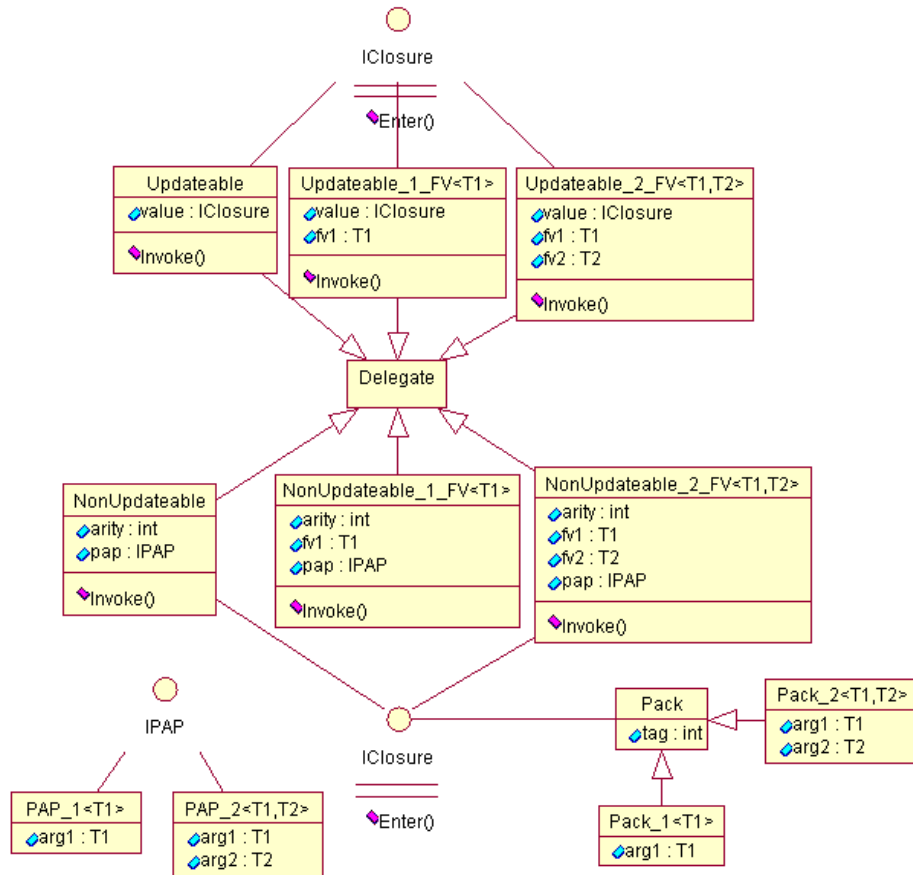 IClosure
Enter()
Updateable
value : IClosure
Invoke()
Updateable_1_FV<T1>
value : IClosure
fv1 : T1
Invoke()
Updateable_2_FV<T1,T2>
value : IClosure
fv1 : T1
fv2 : T2
Invoke()
Delegate
NonUpdateable
arity : int
pap : IPAP
Invoke()
NonUpdateable_1_FV<T1>
arity : int
fv1 : T1
pap : IPAP
Invoke()
NonUpdateable_2_FV<T1,T2>
arity : int
fv1 : T1
fv2 : T2
pap : IPAP
Invoke()
IPAP
PAP_1<T1>
arg1 : T1
PAP_2<T1,T2>
arg1 : T1
arg2 : T2
IClosure
Enter()
Pack
tag : int
Pack_2<T1,T2>
arg1 : T1
arg2 : T2
Pack_1<T1>
arg1 : T1